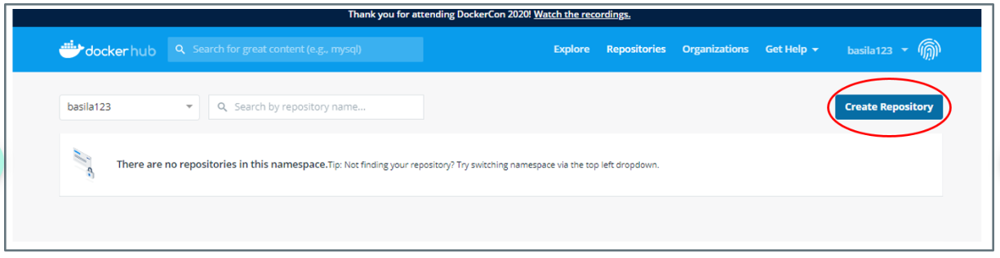 Thank you for attending DockerCon 2020! Watch the recordings.
dockerhub Search for great content (e.g., mysql) Explore Repositories Organizations Get Help basila123
basila123 Search by repository name... Create Repository
There are no repositories in this namespace.Tip: Not finding your repository? Try switching namespace via the top left dropdown.